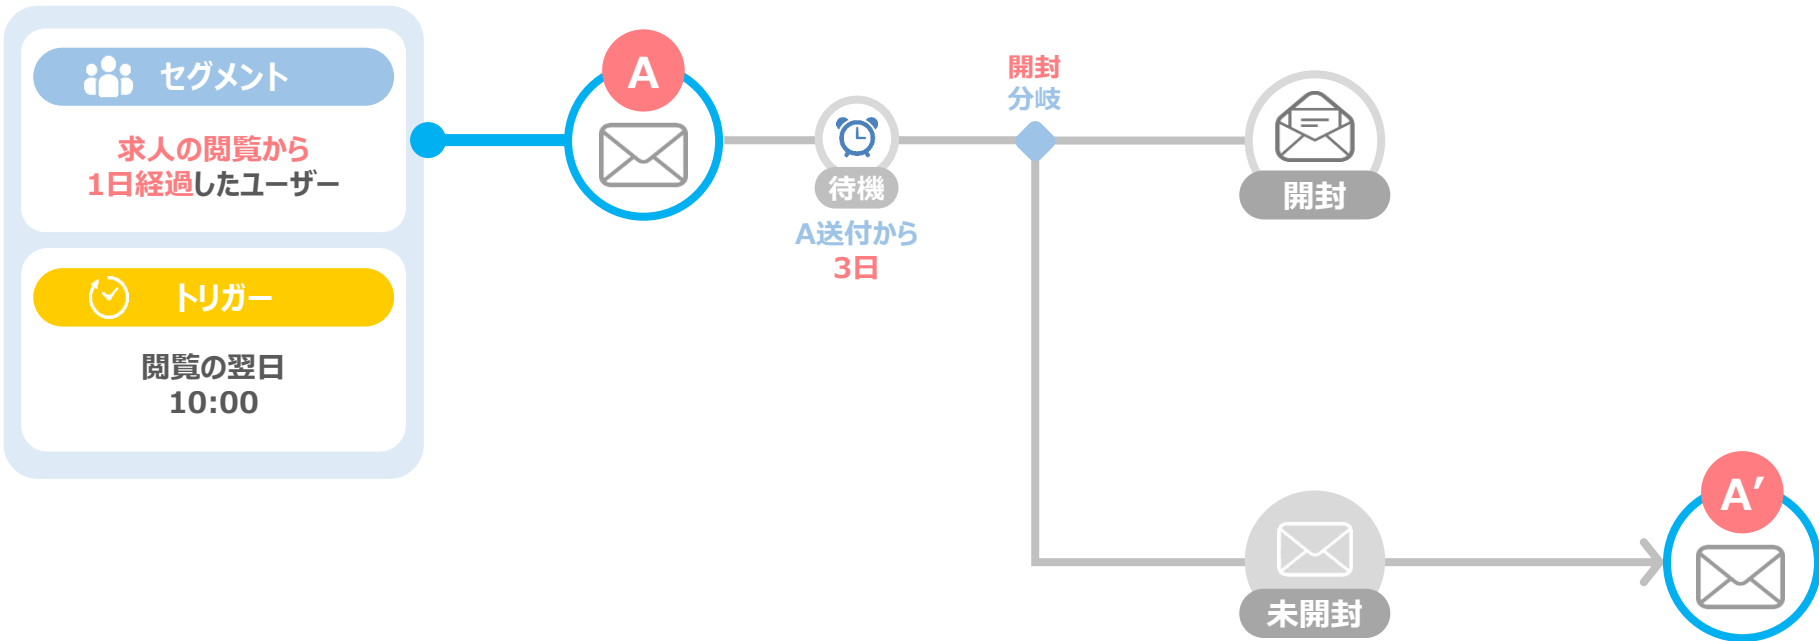 セグメント
求人の閲覧から
1日経過したユーザー
トリガー
閲覧の翌日
10:00
A
待機
A送付から
3日
開封
分岐
開封
未開封
A′